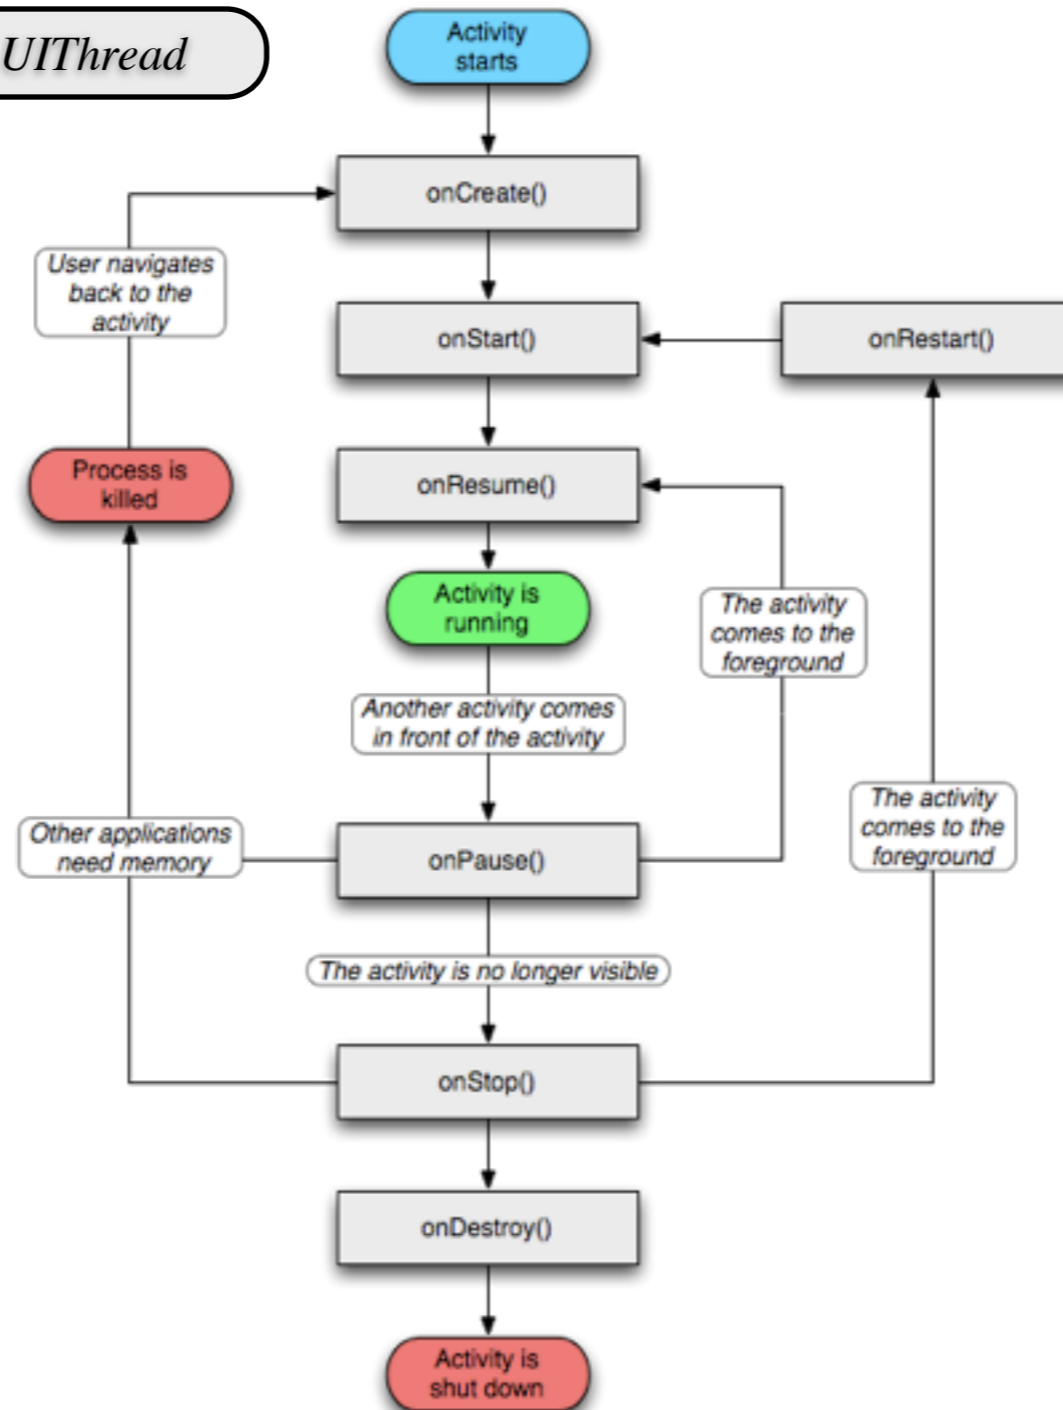 UIThread
Activity
starts
onCreate()
User navigates
back to the
activity
onStart()
onRestart()
Process is
killed
onResume()
Activity is
running
The activity
comes to the
foreground
Another activity comes
in front of the activity
The activity
comes to the
foreground
Other applications
need memory
onPause()
The activity is no longer visible
onStop()
onDestroy()
Activity is
shut down